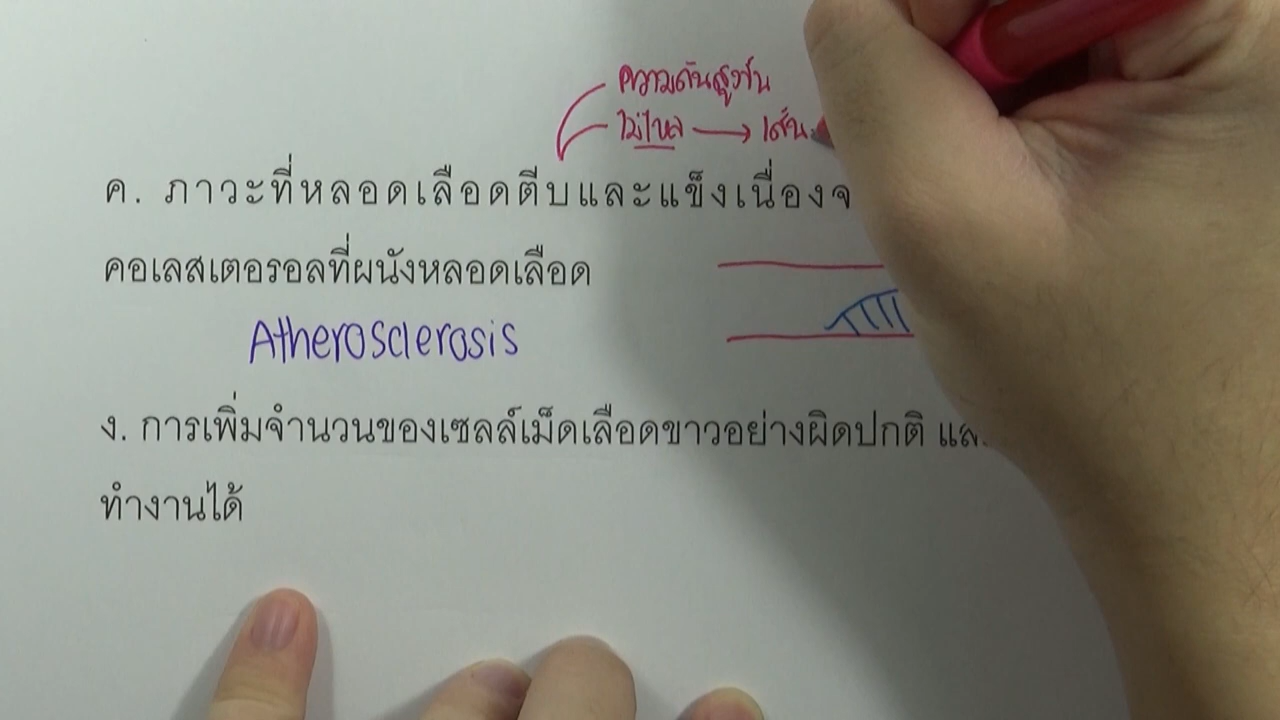 ความดันสูงขึ้น
ไม่ไหล → เส้น
ค. ภาวะที่หลอดเลือดตีบและแข็งเนื่องจ
คอเลสเตอรอลที่ผนังหลอดเลือด
Atherosclerosis
ง. การเพิ่มจำนวนของเซลล์เม็ดเลือดขาวอย่างผิดปกติ และ
ทำงานได้